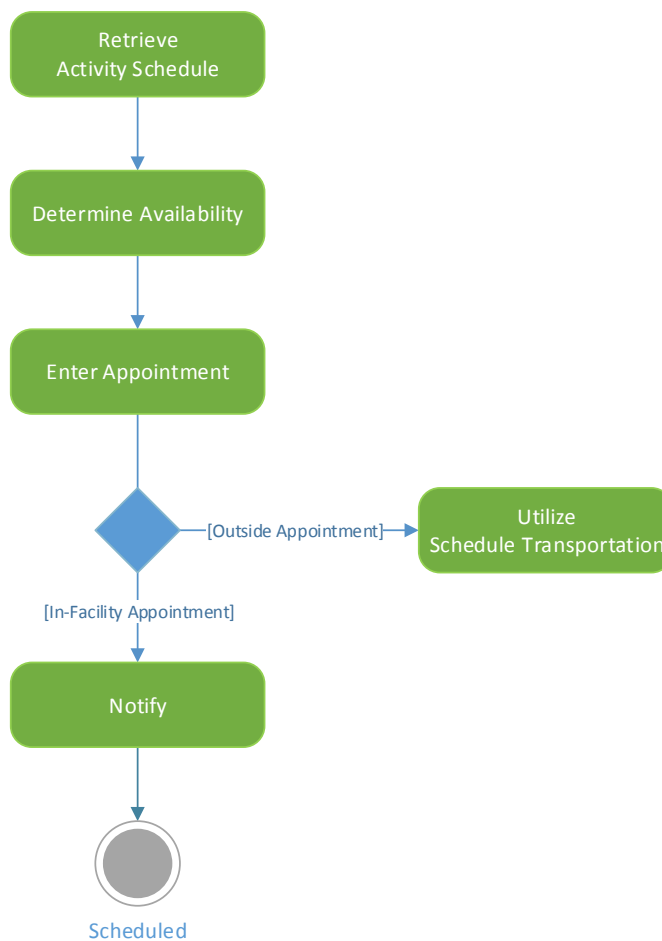 Retrieve
Activity Schedule
Determine Availability
Enter Appointment
[Outside Appointment]
Utilize
Schedule Transportation
[In-Facility Appointment]
Notify
Scheduled